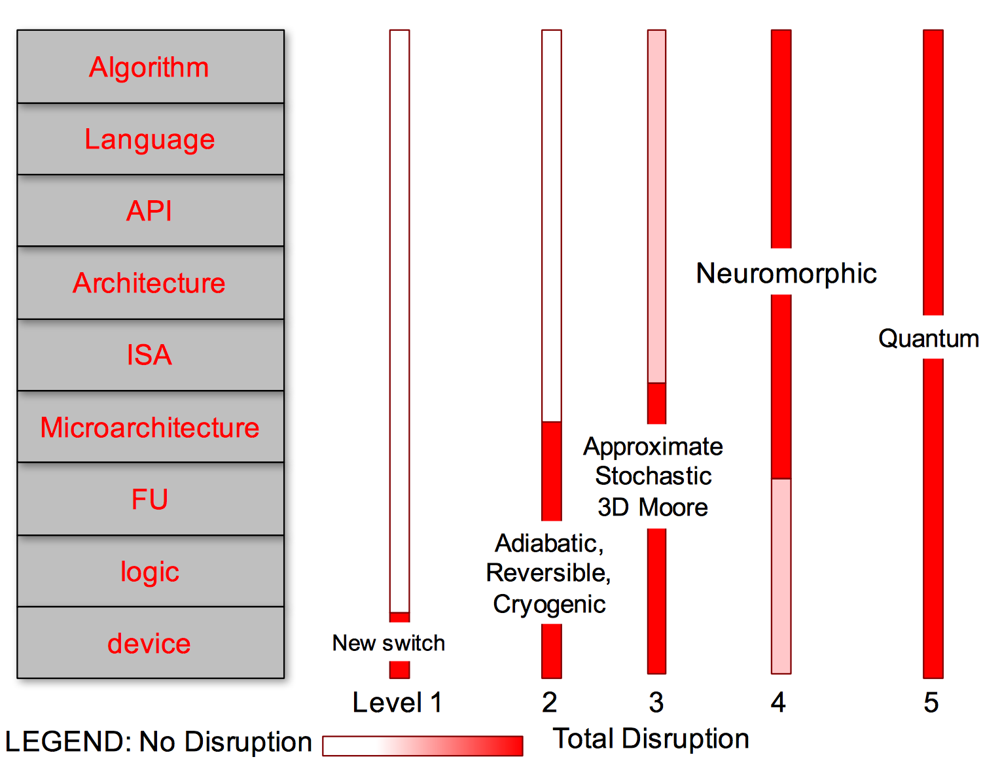 Algorithm
Language
API
Architecture
ISA
Microarchitecture
FU
logic
device
New switch
Adiabatic,
Reversible,
Cryogenic
Approximate
Stochastic
3D Moore
Neuromorphic
Quantum
Level 1
2
3
4
5
LEGEND: No Disruption
Total Disruption